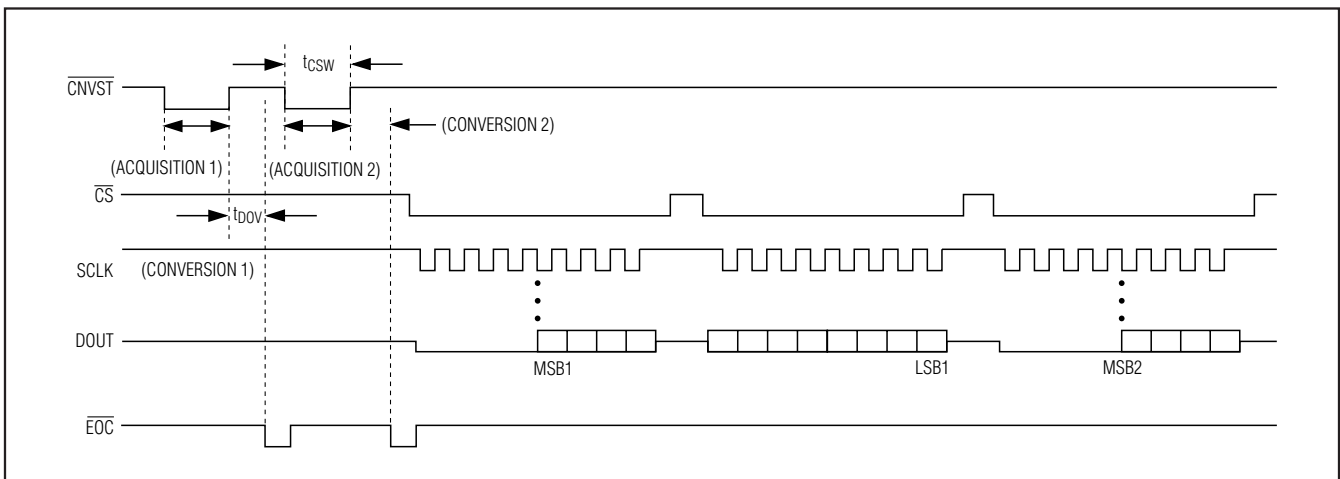 tCSW
CNVST
(CONVERSION 2)
(ACQUISITION 1)
(ACQUISITION 2)
CS
tDOV
(CONVERSION 1)
SCLK
DOUT
MSB1
LSB1
MSB2
EOC